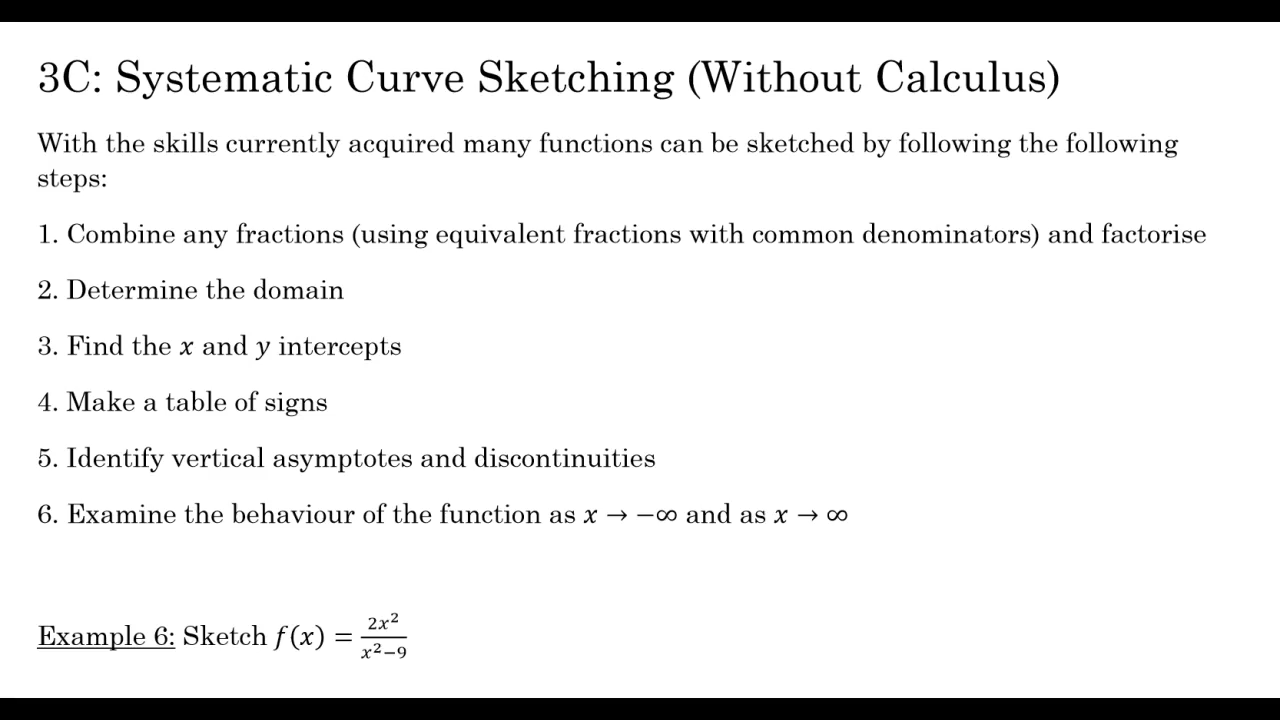 3C: Systematic Curve Sketching (Without Calculus)
With the skills currently acquired many functions can be sketched by following the following
steps:
1. Combine any fractions (using equivalent fractions with common denominators) and factorise
2. Determine the domain
3. Find the x and y intercepts
4. Make a table of signs
5. Identify vertical asymptotes and discontinuities
6. Examine the behaviour of the function as x → −∞ and as x → ∞
Example 6: Sketch f(x) = 2x²/x²−9